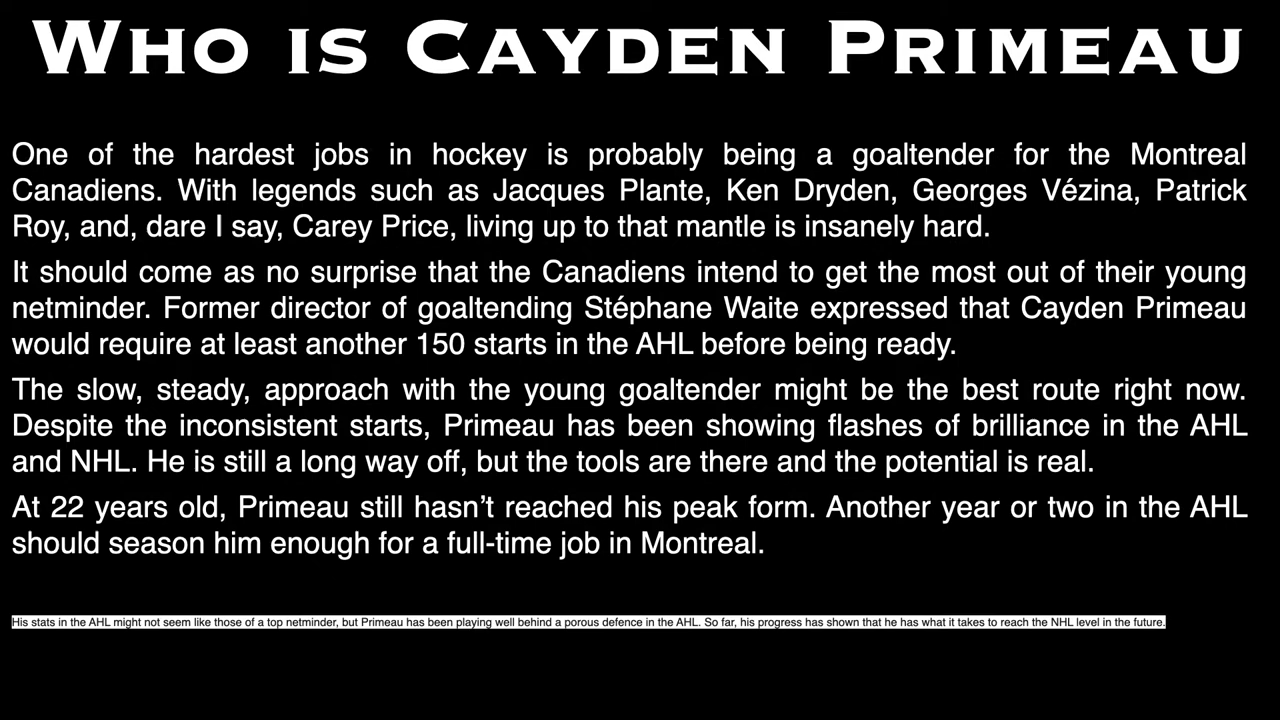 Who is Cayden Primeau
One of the hardest jobs in hockey is probably being a goaltender for the Montreal
Canadiens. With legends such as Jacques Plante, Ken Dryden, Georges Vézina, Patrick
Roy, and, dare I say, Carey Price, living up to that mantle is insanely hard.
It should come as no surprise that the Canadiens intend to get the most out of their young
netminder. Former director of goaltending Stéphane Waite expressed that Cayden Primeau
would require at least another 150 starts in the AHL before being ready.
The slow, steady, approach with the young goaltender might be the best route right now.
Despite the inconsistent starts, Primeau has been showing flashes of brilliance in the AHL
and NHL. He is still a long way off, but the tools are there and the potential is real.
At 22 years old, Primeau still hasn’t reached his peak form. Another year or two in the AHL
should season him enough for a full-time job in Montreal.
His stats in the AHL might not seem like those of a top netminder, but Primeau has been playing well behind a porous defence in the AHL. So far, his progress has shown that he has what it takes to reach the NHL level in the future.